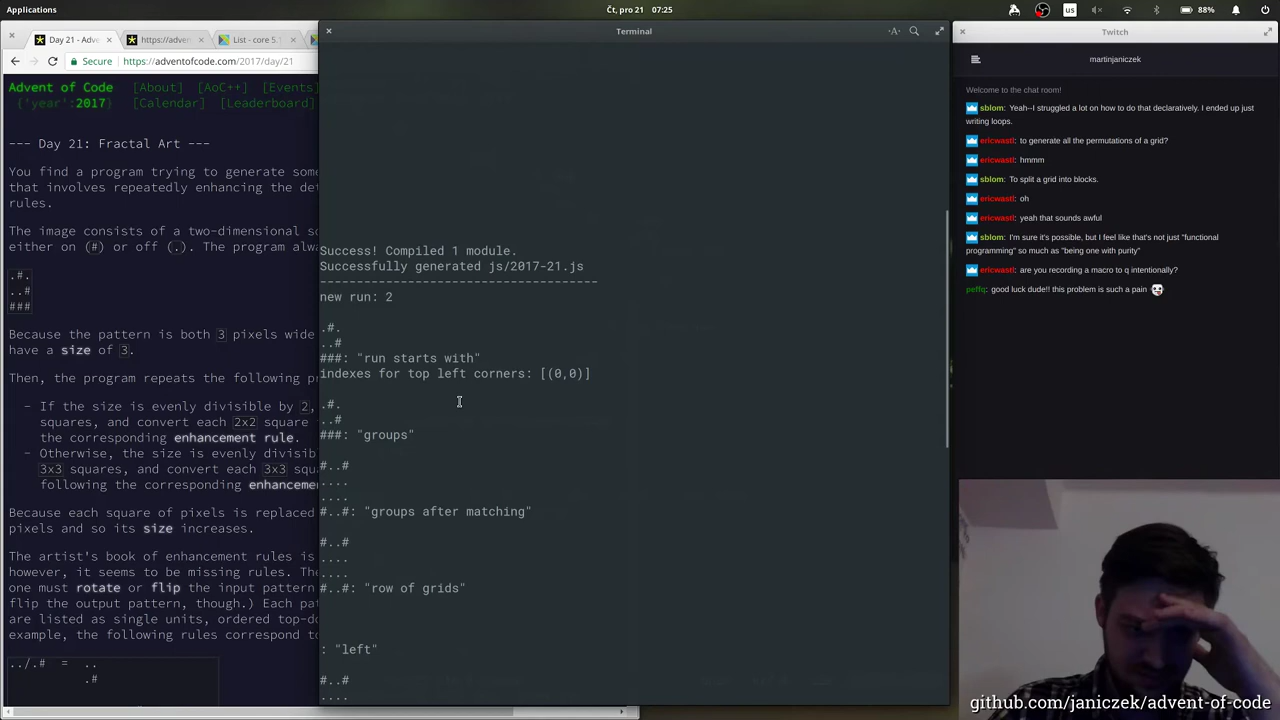 Applications
Čt, pro 21 07:25
us
88%
Day 21 - Adve
https://adven
List - core 5.1
Secure
https://adventofcode.com/2017/day/21
Advent of Code
[About]
[AoC++]
[Events]
{'year':2017}
[Calendar]
[Leaderboard]
--- Day 21: Fractal Art ---
You find a program trying to generate some
that involves repeatedly enhancing the de
rules.
The image consists of a two-dimensional s
either on (#) or off (.). The program alwa
.#.
..#
###
Because the pattern is both 3 pixels wide
have a size of 3.
Then, the program repeats the following p
- If the size is evenly divisible by 2,
squares, and convert each 2x2 square
the corresponding enhancement rule.
- Otherwise, the size is evenly divisib
3x3 squares, and convert each 3x3 squ
following the corresponding enhancemen
Because each square of pixels is replaced
pixels and so its size increases.
The artist's book of enhancement rules is
however, it seems to be missing rules. The
one must rotate or flip the input pattern
flip the output pattern, though.) Each pat
are listed as single units, ordered top-do
example, the following rules correspond to
../.# = ..
.#
Terminal
A
Success! Compiled 1 module.
Successfully generated js/2017-21.js
---------------------------------------
new run: 2
.#.
..#
###: "run starts with"
indexes for top left corners: [(0,0)]
.#.
..#
###: "groups"
#..#
....
....
#..#: "groups after matching"
#..#
....
....
#..#: "row of grids"
: "left"
#..#
....
Twitch
martinjaniczek
Welcome to the chat room!
sblom: Yeah--I struggled a lot on how to do that declaratively. I ended up just
writing loops.
ericwastl: to generate all the permutations of a grid?
ericwastl: hmmm
sblom: To split a grid into blocks.
ericwastl: oh
ericwastl: yeah that sounds awful
sblom: I'm sure it's possible, but I feel like that's not just "functional
programming" so much as "being one with purity"
ericwastl: are you recording a macro to q intentionally?
peffq: good luck dude!! this problem is such a pain
github.com/janiczek/advent-of-code